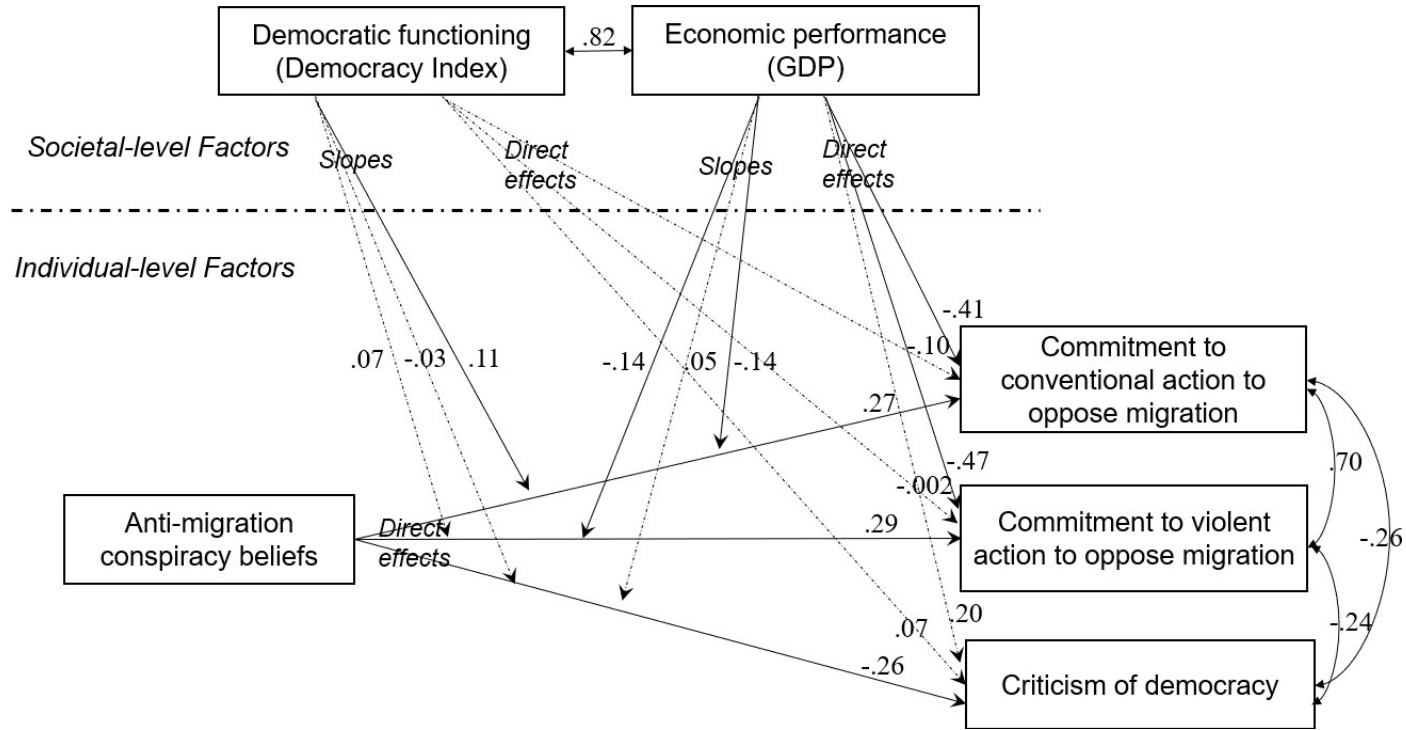 Democratic functioning
(Democracy Index)
.82
Economic performance
(GDP)
Societal-level Factors
Slopes
Direct
effects
Slopes
Direct
effects
Individual-level Factors
-.41
.07
-.03
.11
-.14
.05
-.14
-.10
Commitment to
conventional action to
oppose migration
.27
-.47
.70
-.002
Anti-migration
conspiracy beliefs
Direct
effects
.29
Commitment to violent
action to oppose migration
-.26
.20
.07
-.24
-.26
Criticism of democracy